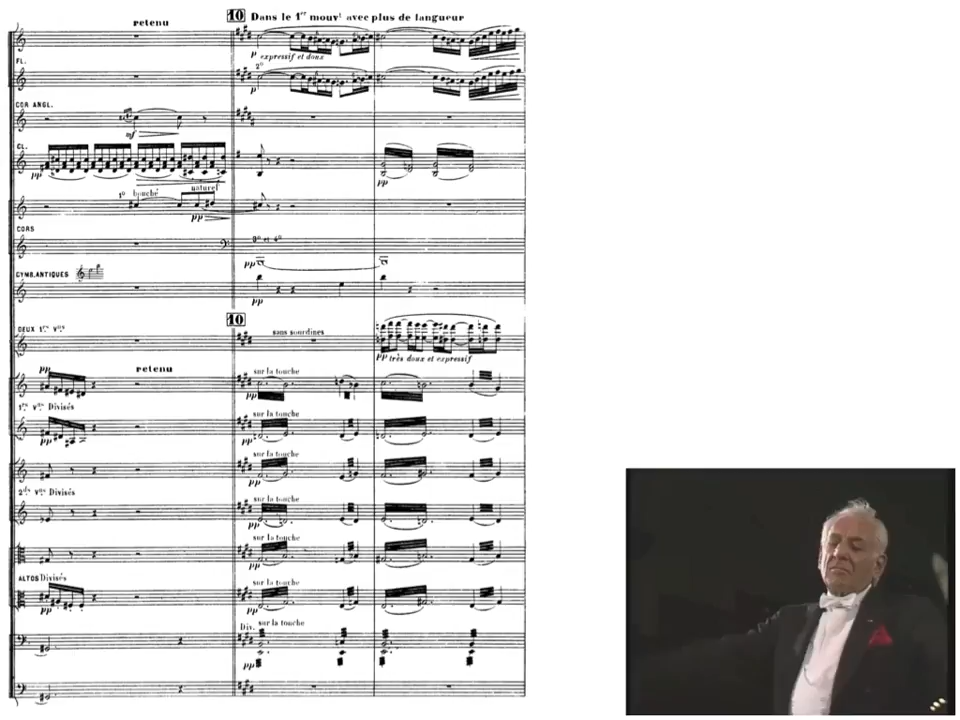 retenu
10 Dans le 1er mouvt avec plus de langueur
p expressif et doux
FL.
2o
p
COR ANGL.
mf
CL.
pp
pp
1o bouché naturel
pp
CORS
3o et 4o
pp
CYMB. ANTIQUES
pp
10
DEUX 1ers Vons
sans sourdines
pp très doux et expressif
pp
retenu
sur la touche
pp
1ers Vons Divisés
sur la touche
pp
pp
sur la touche
pp
2ds Vons Divisés
sur la touche
pp
sur la touche
pp
ALTOS Divisés
sur la touche
pp
pp
Div. sur la touche
pp